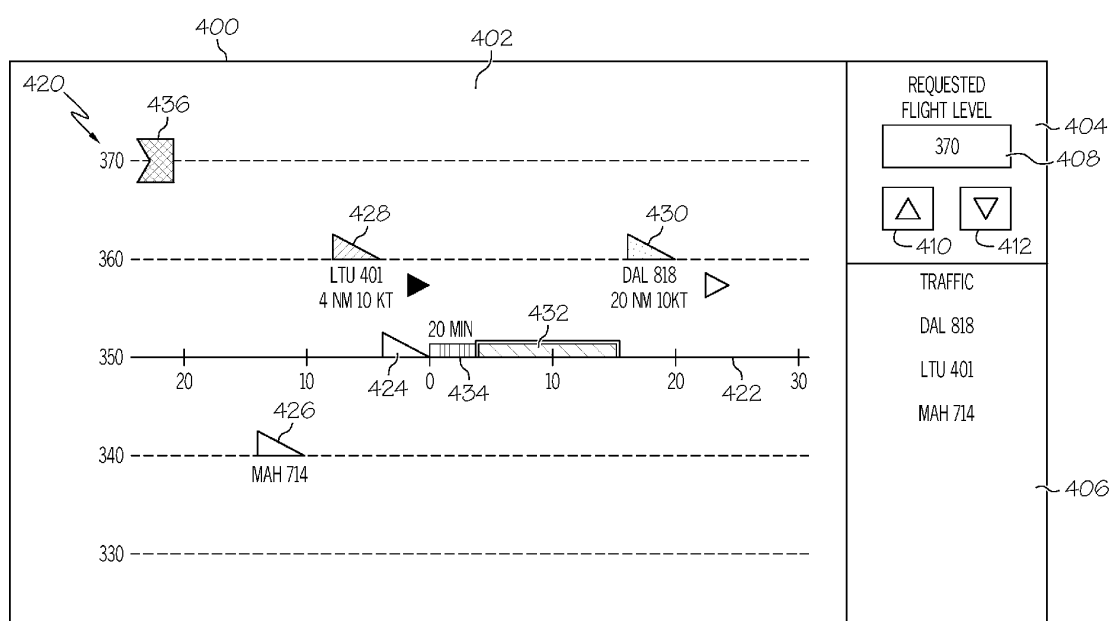 400
402
420
436
REQUESTED
FLIGHT LEVEL
404
370
370
408
428
430
410
412
360
LTU 401
4 NM 10 KT
DAL 818
20 NM 10KT
TRAFFIC
DAL 818
LTU 401
MAH 714
20 MIN
432
350
20
10
0
10
20
30
424
434
422
426
340
MAH 714
406
330